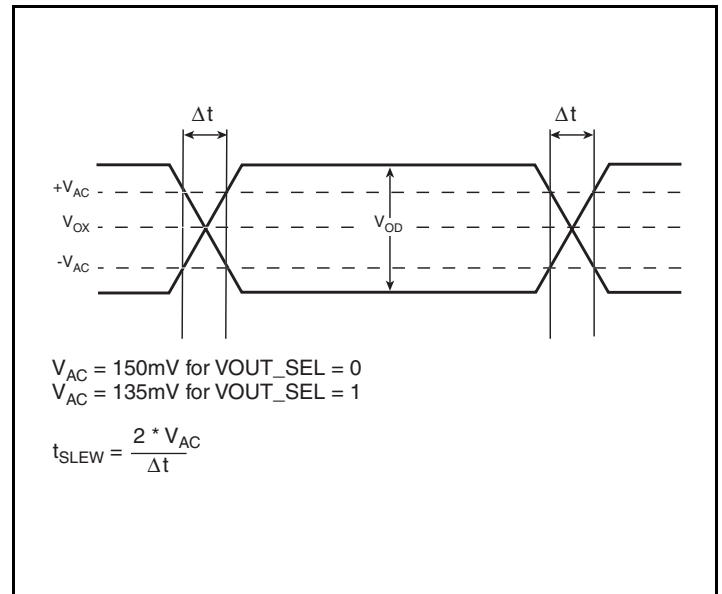 Δt Δt
+VAC
VOX
VOD
-VAC
VAC = 150mV for VOUT_SEL = 0
VAC = 135mV for VOUT_SEL = 1
tSLEW = 2 * VAC
Δt